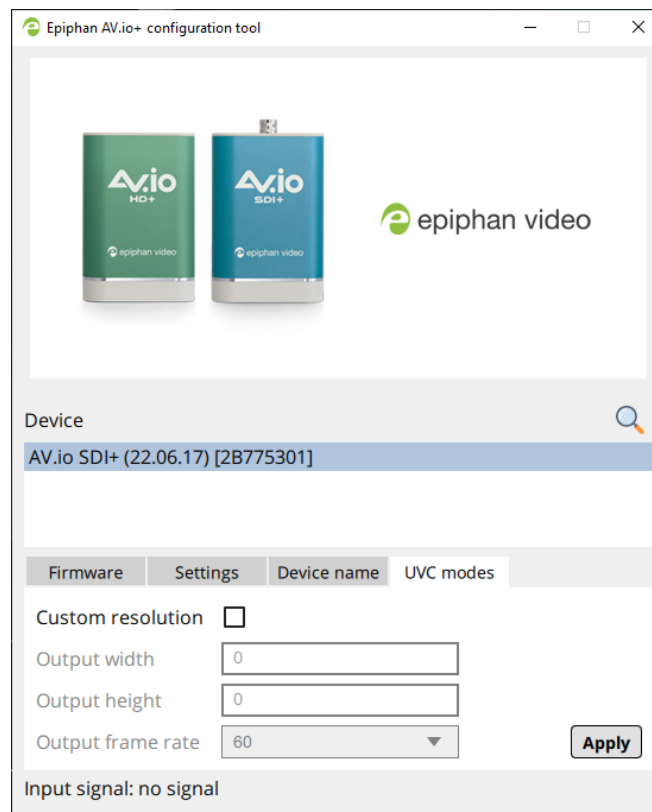 Epiphan AV.io+ configuration tool
AV.io
HD+
epiphan video
AV.io
SDI+
epiphan video
epiphan video
Device
AV.io SDI+ (22.06.17) [2B775301]
Firmware Settings Device name UVC modes
Custom resolution
Output width 0
Output height 0
Output frame rate 60
Apply
Input signal: no signal